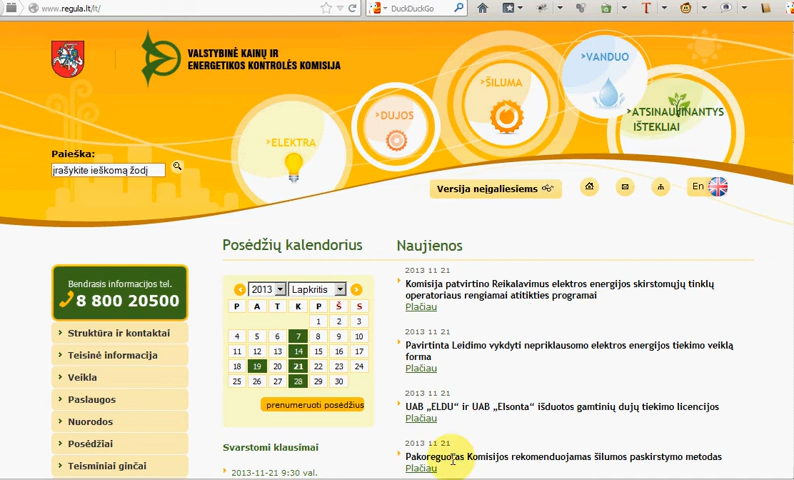 www.regula.lt/lt/
DuckDuckGo
VALSTYBINĖ KAINŲ IR
ENERGETIKOS KONTROLĖS KOMISIJA
>ELEKTRA
>DUJOS
>ŠILUMA
>VANDUO
>ATSINAUJINANTYS
IŠTEKLIAI
Paieška:
įrašykite ieškomą žodį
Versija neįgaliesiems
En
Bendrasis informacijos tel.
8 800 20500
Struktūra ir kontaktai
Teisinė informacija
Veikla
Paslaugos
Nuorodos
Posėdžiai
Teisminiai ginčai
Posėdžių kalendorius
2013 Lapkritis
P A T K P Š S
1 2 3
4 5 6 7 8 9 10
11 12 13 14 15 16 17
18 19 20 21 22 23 24
25 26 27 28 29 30
prenumeruoti posėdžius
Svarstomi klausimai
2013-11-21 9:30 val.
Naujienos
2013 11 21
Komisija patvirtino Reikalavimus elektros energijos skirstomųjų tinklų
operatoriaus rengiamai atitikties programai
Plačiau
2013 11 21
Patvirtinta Leidimo vykdyti nepriklausomo elektros energijos tiekimo veiklą
forma
Plačiau
2013 11 21
UAB „ELDU“ ir UAB „Elsonta“ išduotos gamtinių dujų tiekimo licencijos
Plačiau
2013 11 21
Pakoreguotas Komisijos rekomenduojamas šilumos paskirstymo metodas
Plačiau